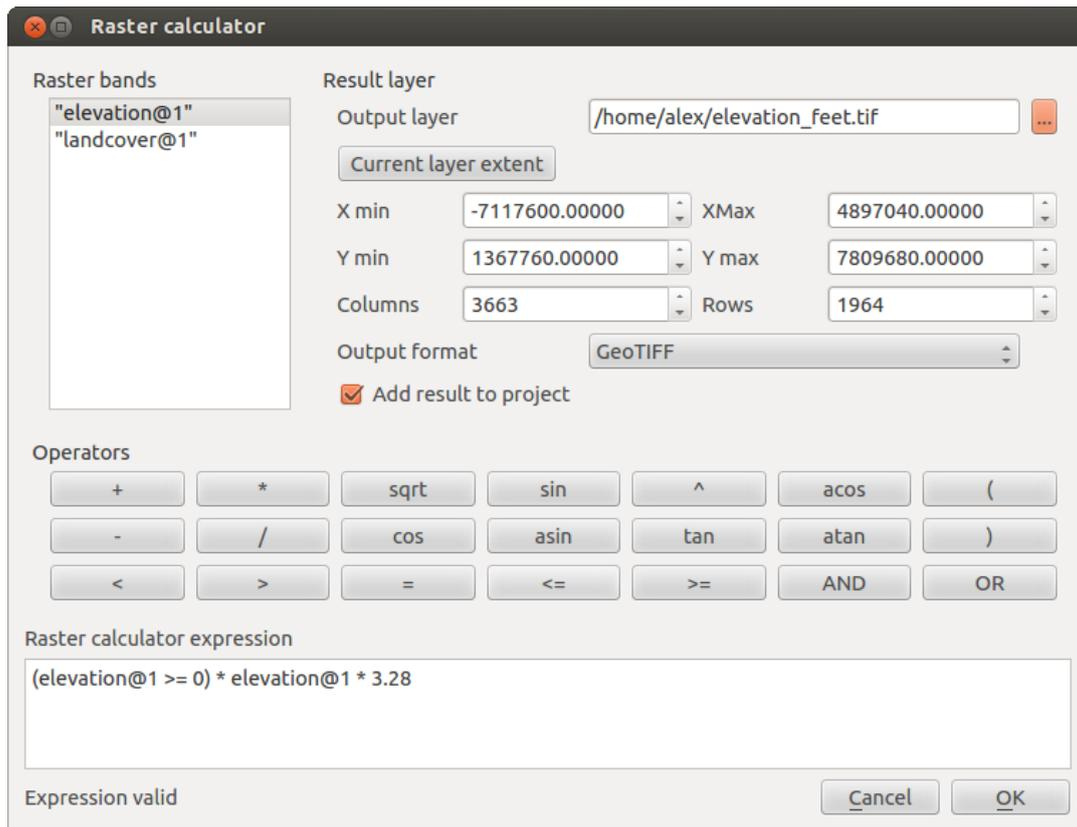 Raster calculator
Raster bands
"elevation@1"
"landcover@1"
Result layer
Output layer /home/alex/elevation_feet.tif ...
Current layer extent
X min -7117600.00000 XMax 4897040.00000
Y min 1367760.00000 Y max 7809680.00000
Columns 3663 Rows 1964
Output format GeoTIFF
Add result to project
Operators
+ * sqrt sin ^ acos (
- / cos asin tan atan )
< > = <= >= AND OR
Raster calculator expression
(elevation@1 >= 0) * elevation@1 * 3.28
Expression valid Cancel OK